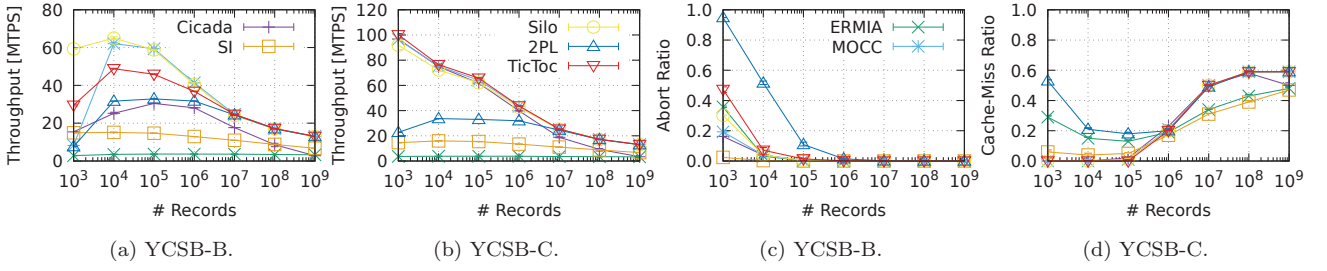 Throughput [MTPS]
80
60
40
20
0
10^3 10^4 10^5 10^6 10^7 10^8 10^9
# Records
Cicada
SI
(a) YCSB-B.
Throughput [MTPS]
120
100
80
60
40
20
0
10^3 10^4 10^5 10^6 10^7 10^8 10^9
# Records
Silo
2PL
TicToc
(b) YCSB-C.
Abort Ratio
1.0
0.8
0.6
0.4
0.2
0.0
10^3 10^4 10^5 10^6 10^7 10^8 10^9
# Records
ERMIA
MOCC
(c) YCSB-B.
Cache-Miss Ratio
1.0
0.8
0.6
0.4
0.2
0.0
10^3 10^4 10^5 10^6 10^7 10^8 10^9
# Records
(d) YCSB-C.